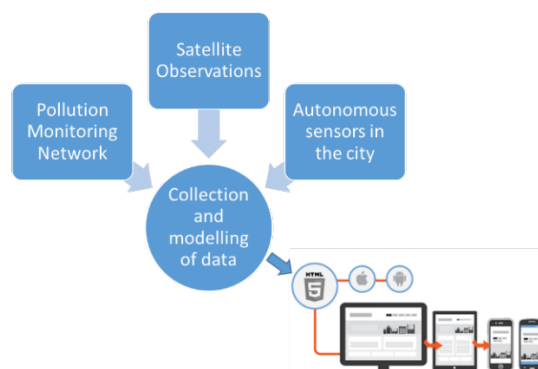 Satellite
Observations
Pollution
Monitoring
Network
Autonomous
sensors in
the city
Collection
and
modelling
of data
HTML
5